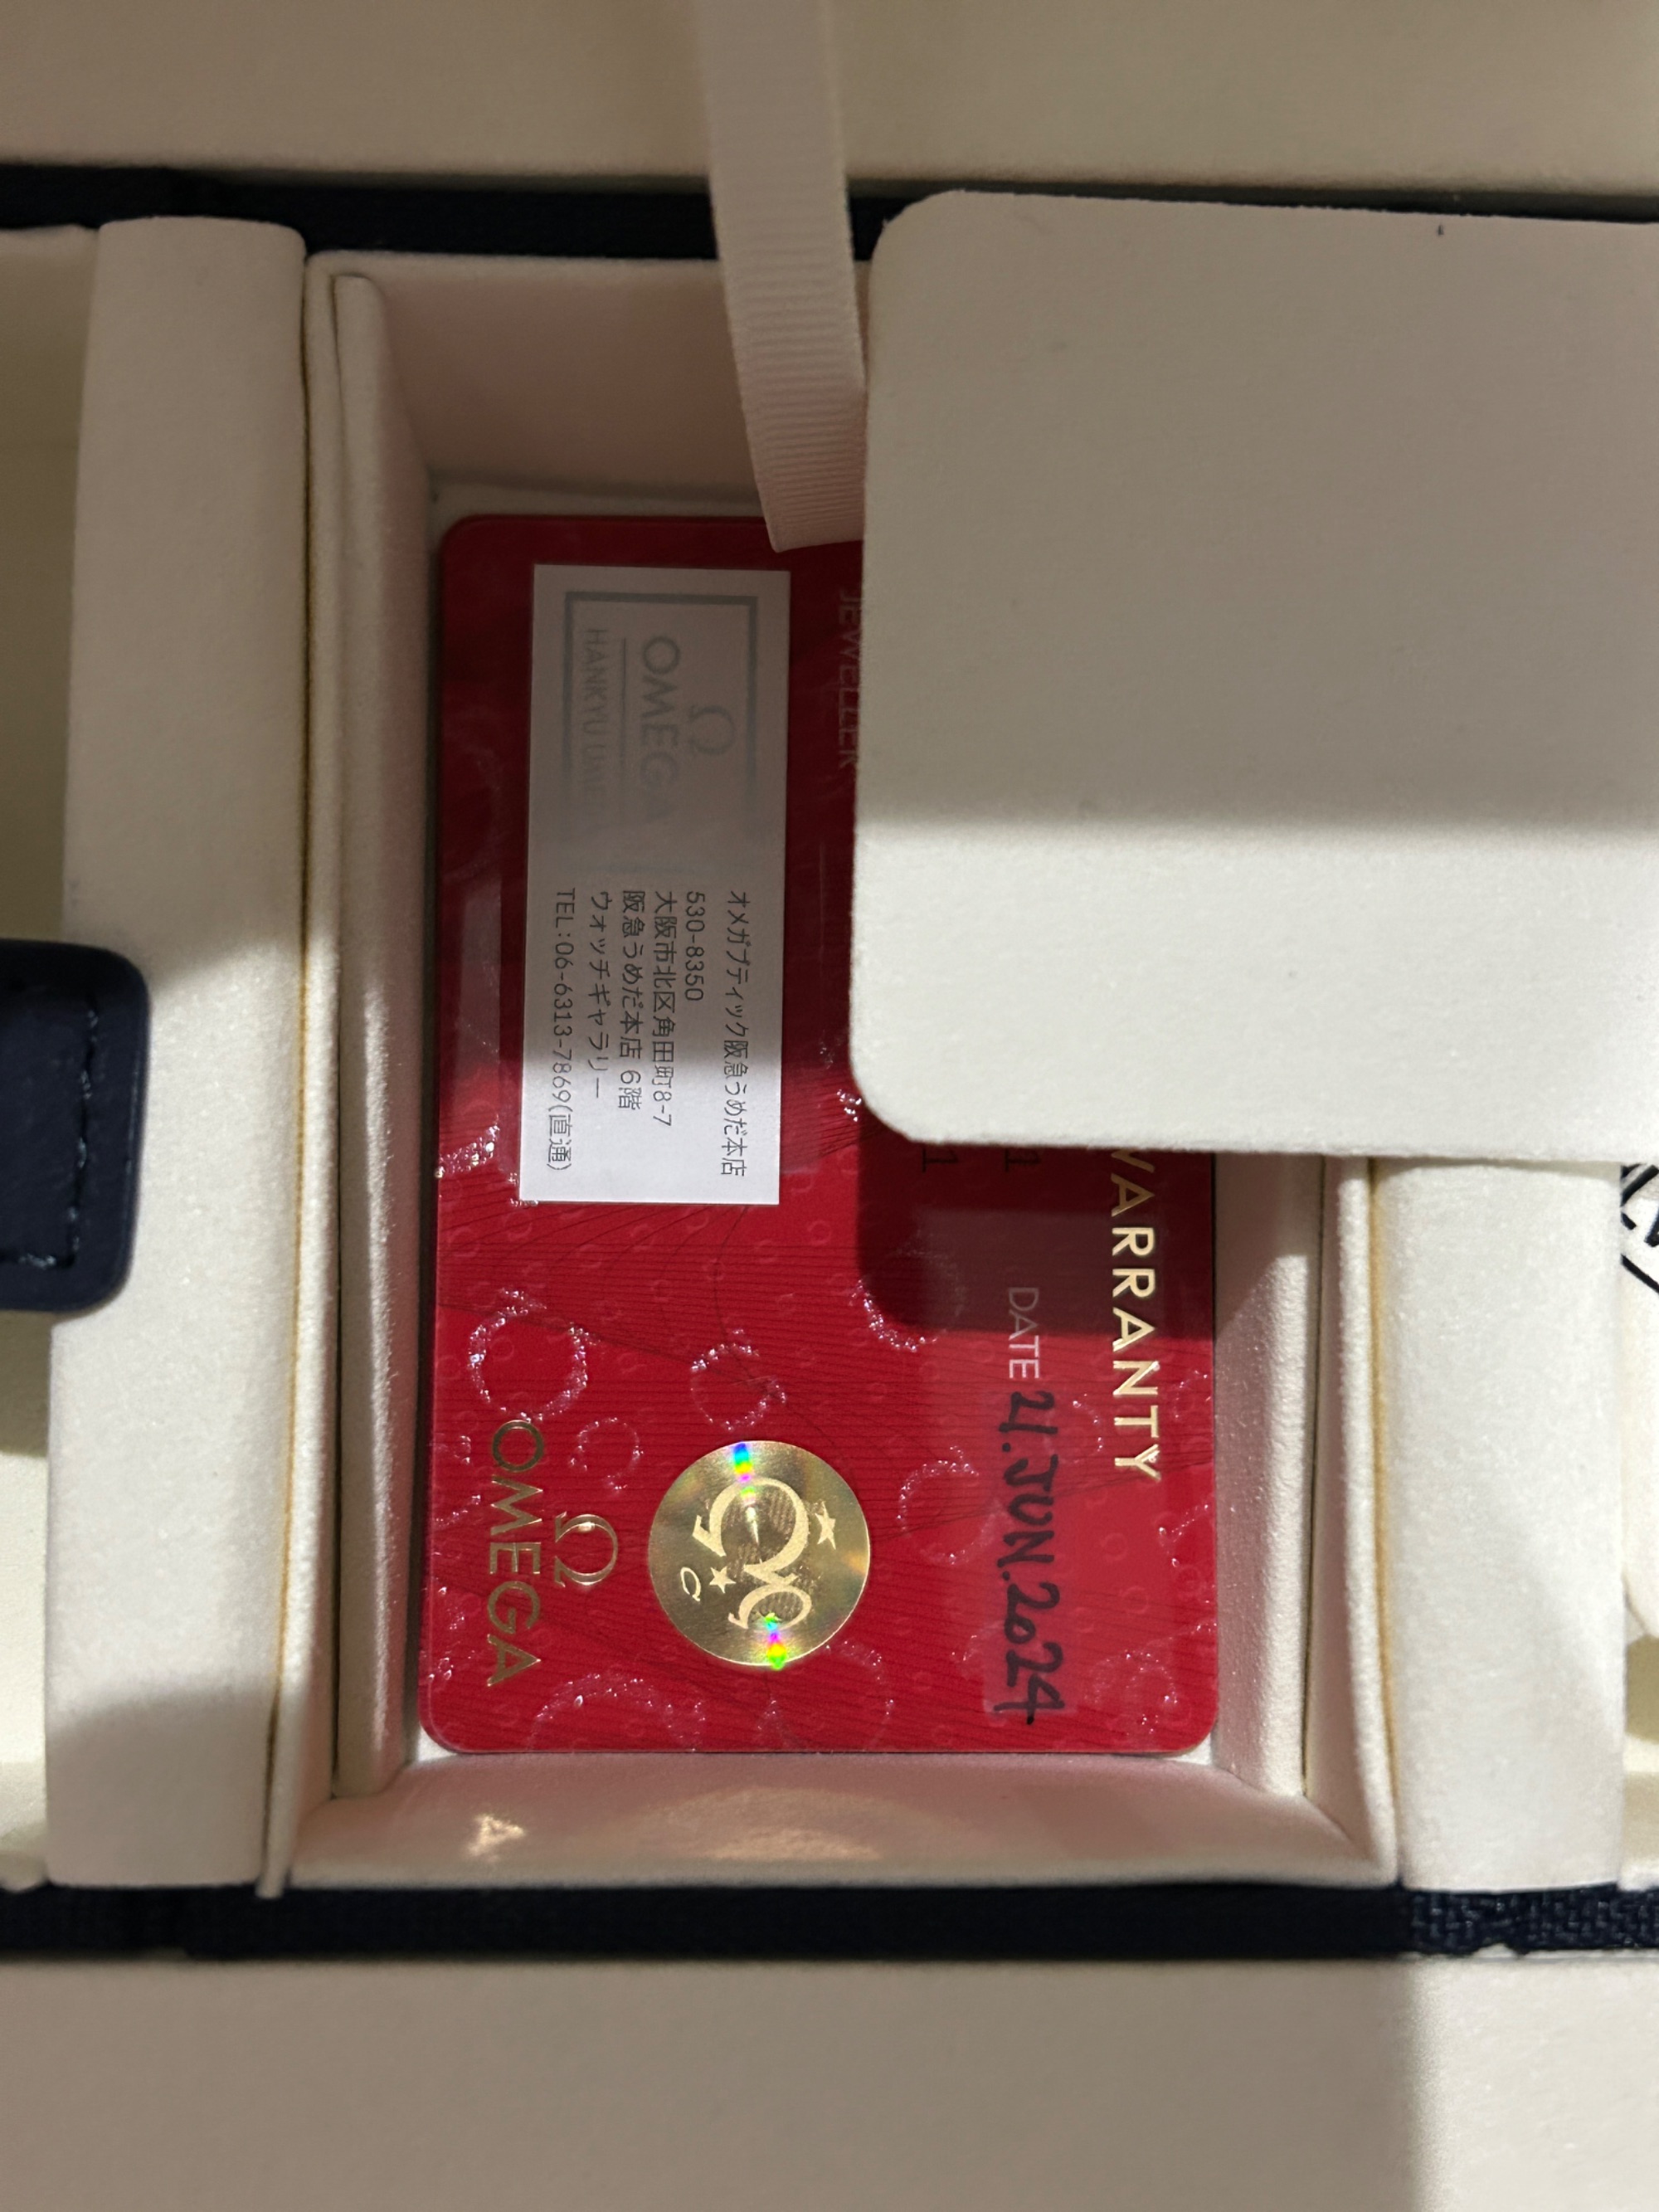 WARRANTY
DATE 21.JUN.2024
JEWELLER
Ω
OMEGA
HANKYU UME
オメガブティック阪急うめだ本店
530-8350
大阪市北区角田町8-7
阪急うめだ本店 6階
ウォッチギャラリー
TEL:06-6313-7869(直通)
Ω
OMEGA